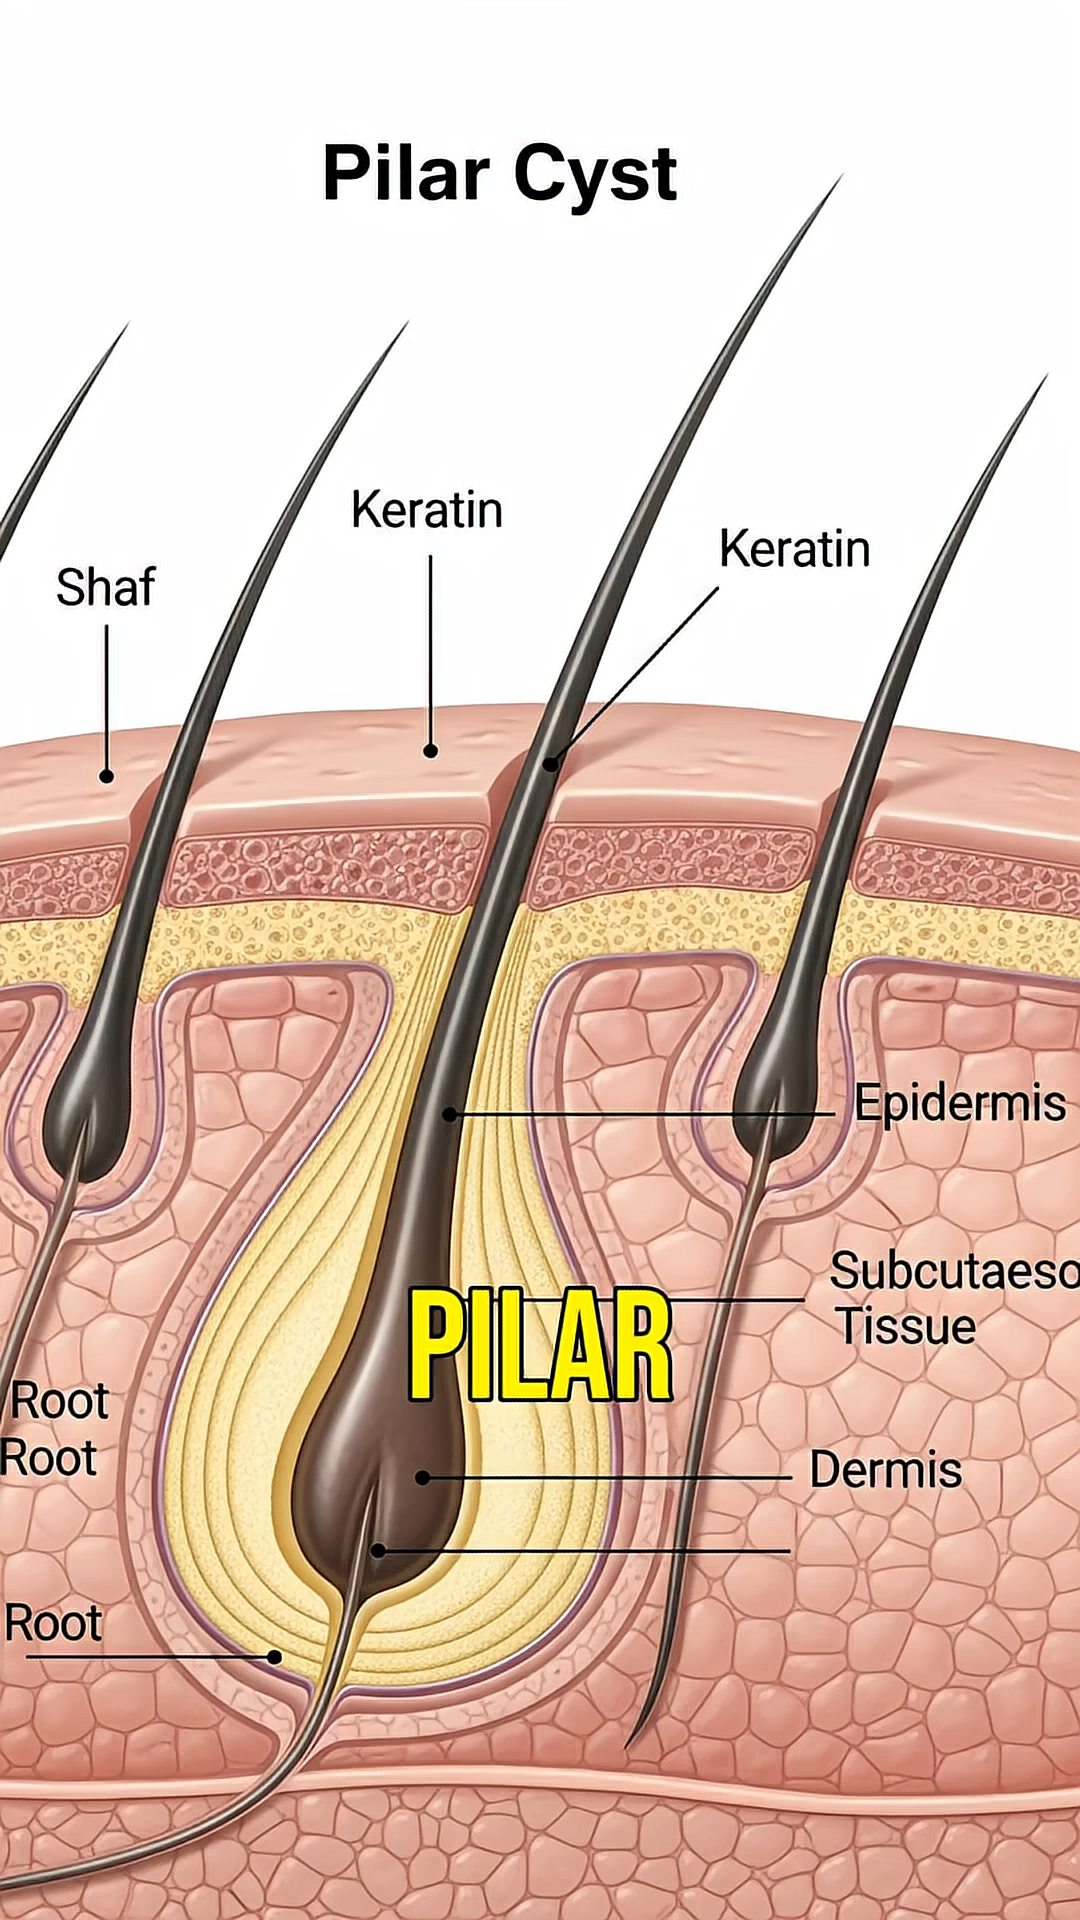 Pilar Cyst
Keratin
Keratin
Shaf
Epidermis
Subcutaeso
Tissue
PILAR
Root
Root
Dermis
Root